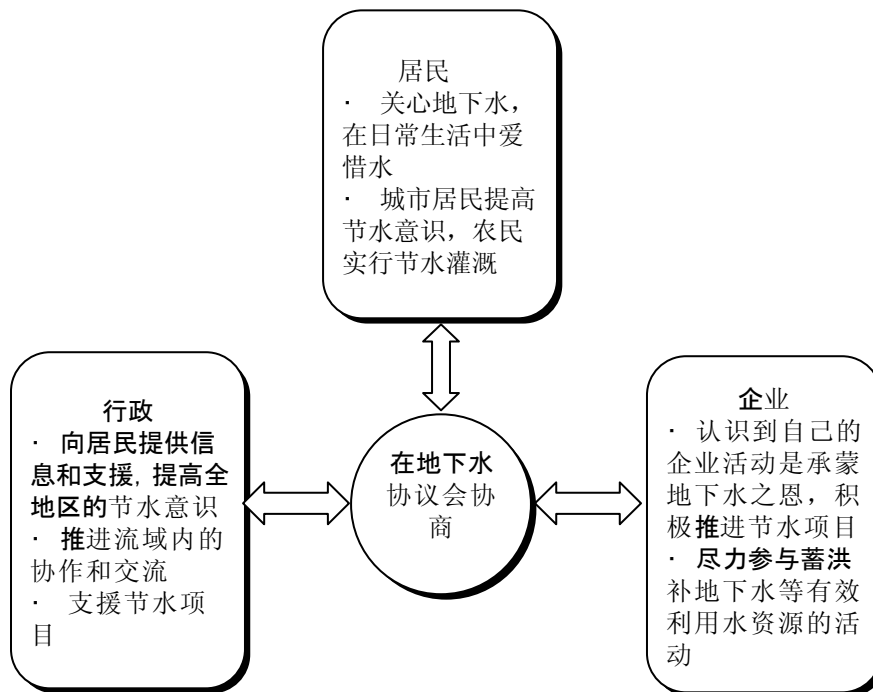 居民
· 关心地下水，
在日常生活中爱
惜水
· 城市居民提高
节水意识，农民
实行节水灌溉
行政
· 向居民提供信
息和支援，提高全
地区的节水意识
· 推进流域内的
协作和交流
· 支援节水项
目
在地下水
协议会协
商
企业
· 认识到自己的
企业活动是承蒙
地下水之恩，积
极推进节水项目
· 尽力参与蓄洪
补地下水等有效
利用水资源的活
动